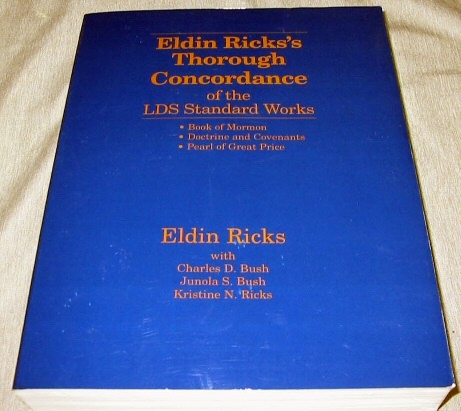 Eldin Ricks's
Thorough
Concordance
of the
LDS Standard Works
• Book of Mormon
• Doctrine and Covenants
• Pearl of Great Price
Eldin Ricks
with
Charles D. Bush
Junola S. Bush
Kristine N. Ricks